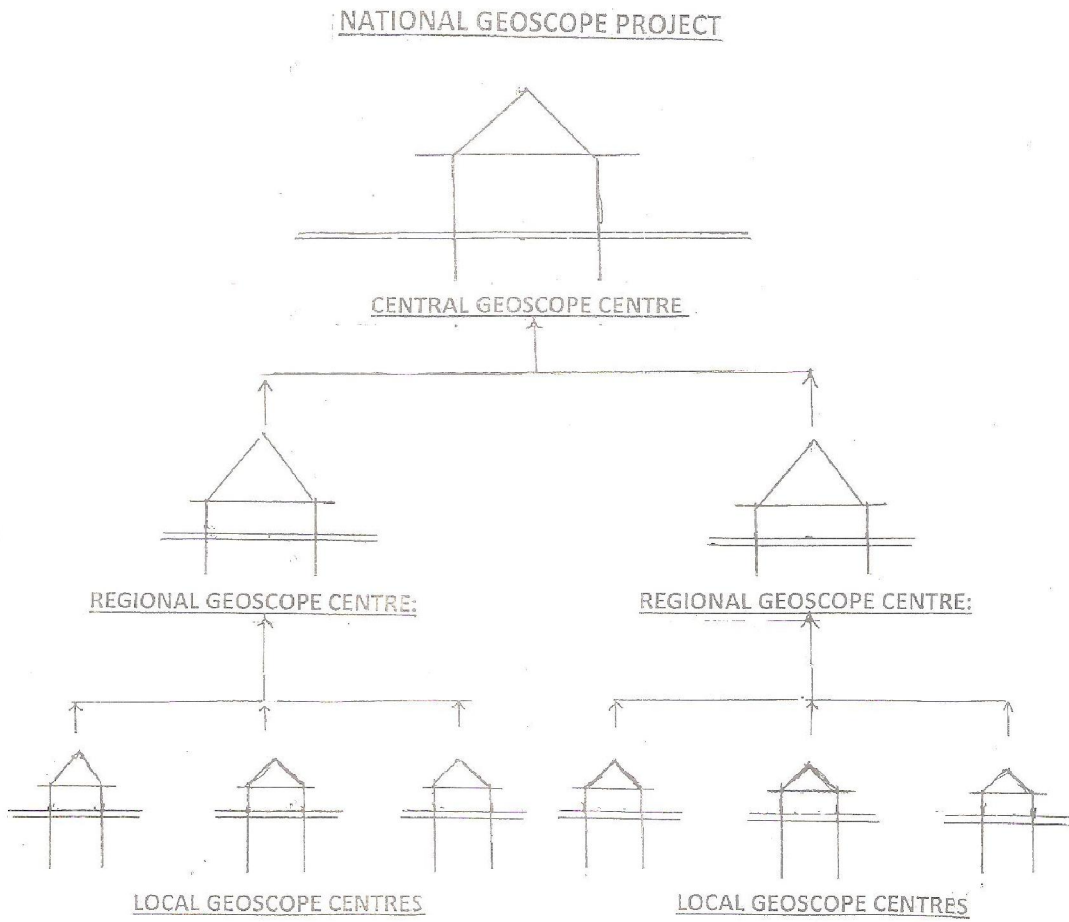 NATIONAL GEOSCOPE PROJECT
CENTRAL GEOSCOPE CENTRE
REGIONAL GEOSCOPE CENTRE:
REGIONAL GEOSCOPE CENTRE:
LOCAL GEOSCOPE CENTRES
LOCAL GEOSCOPE CENTRES